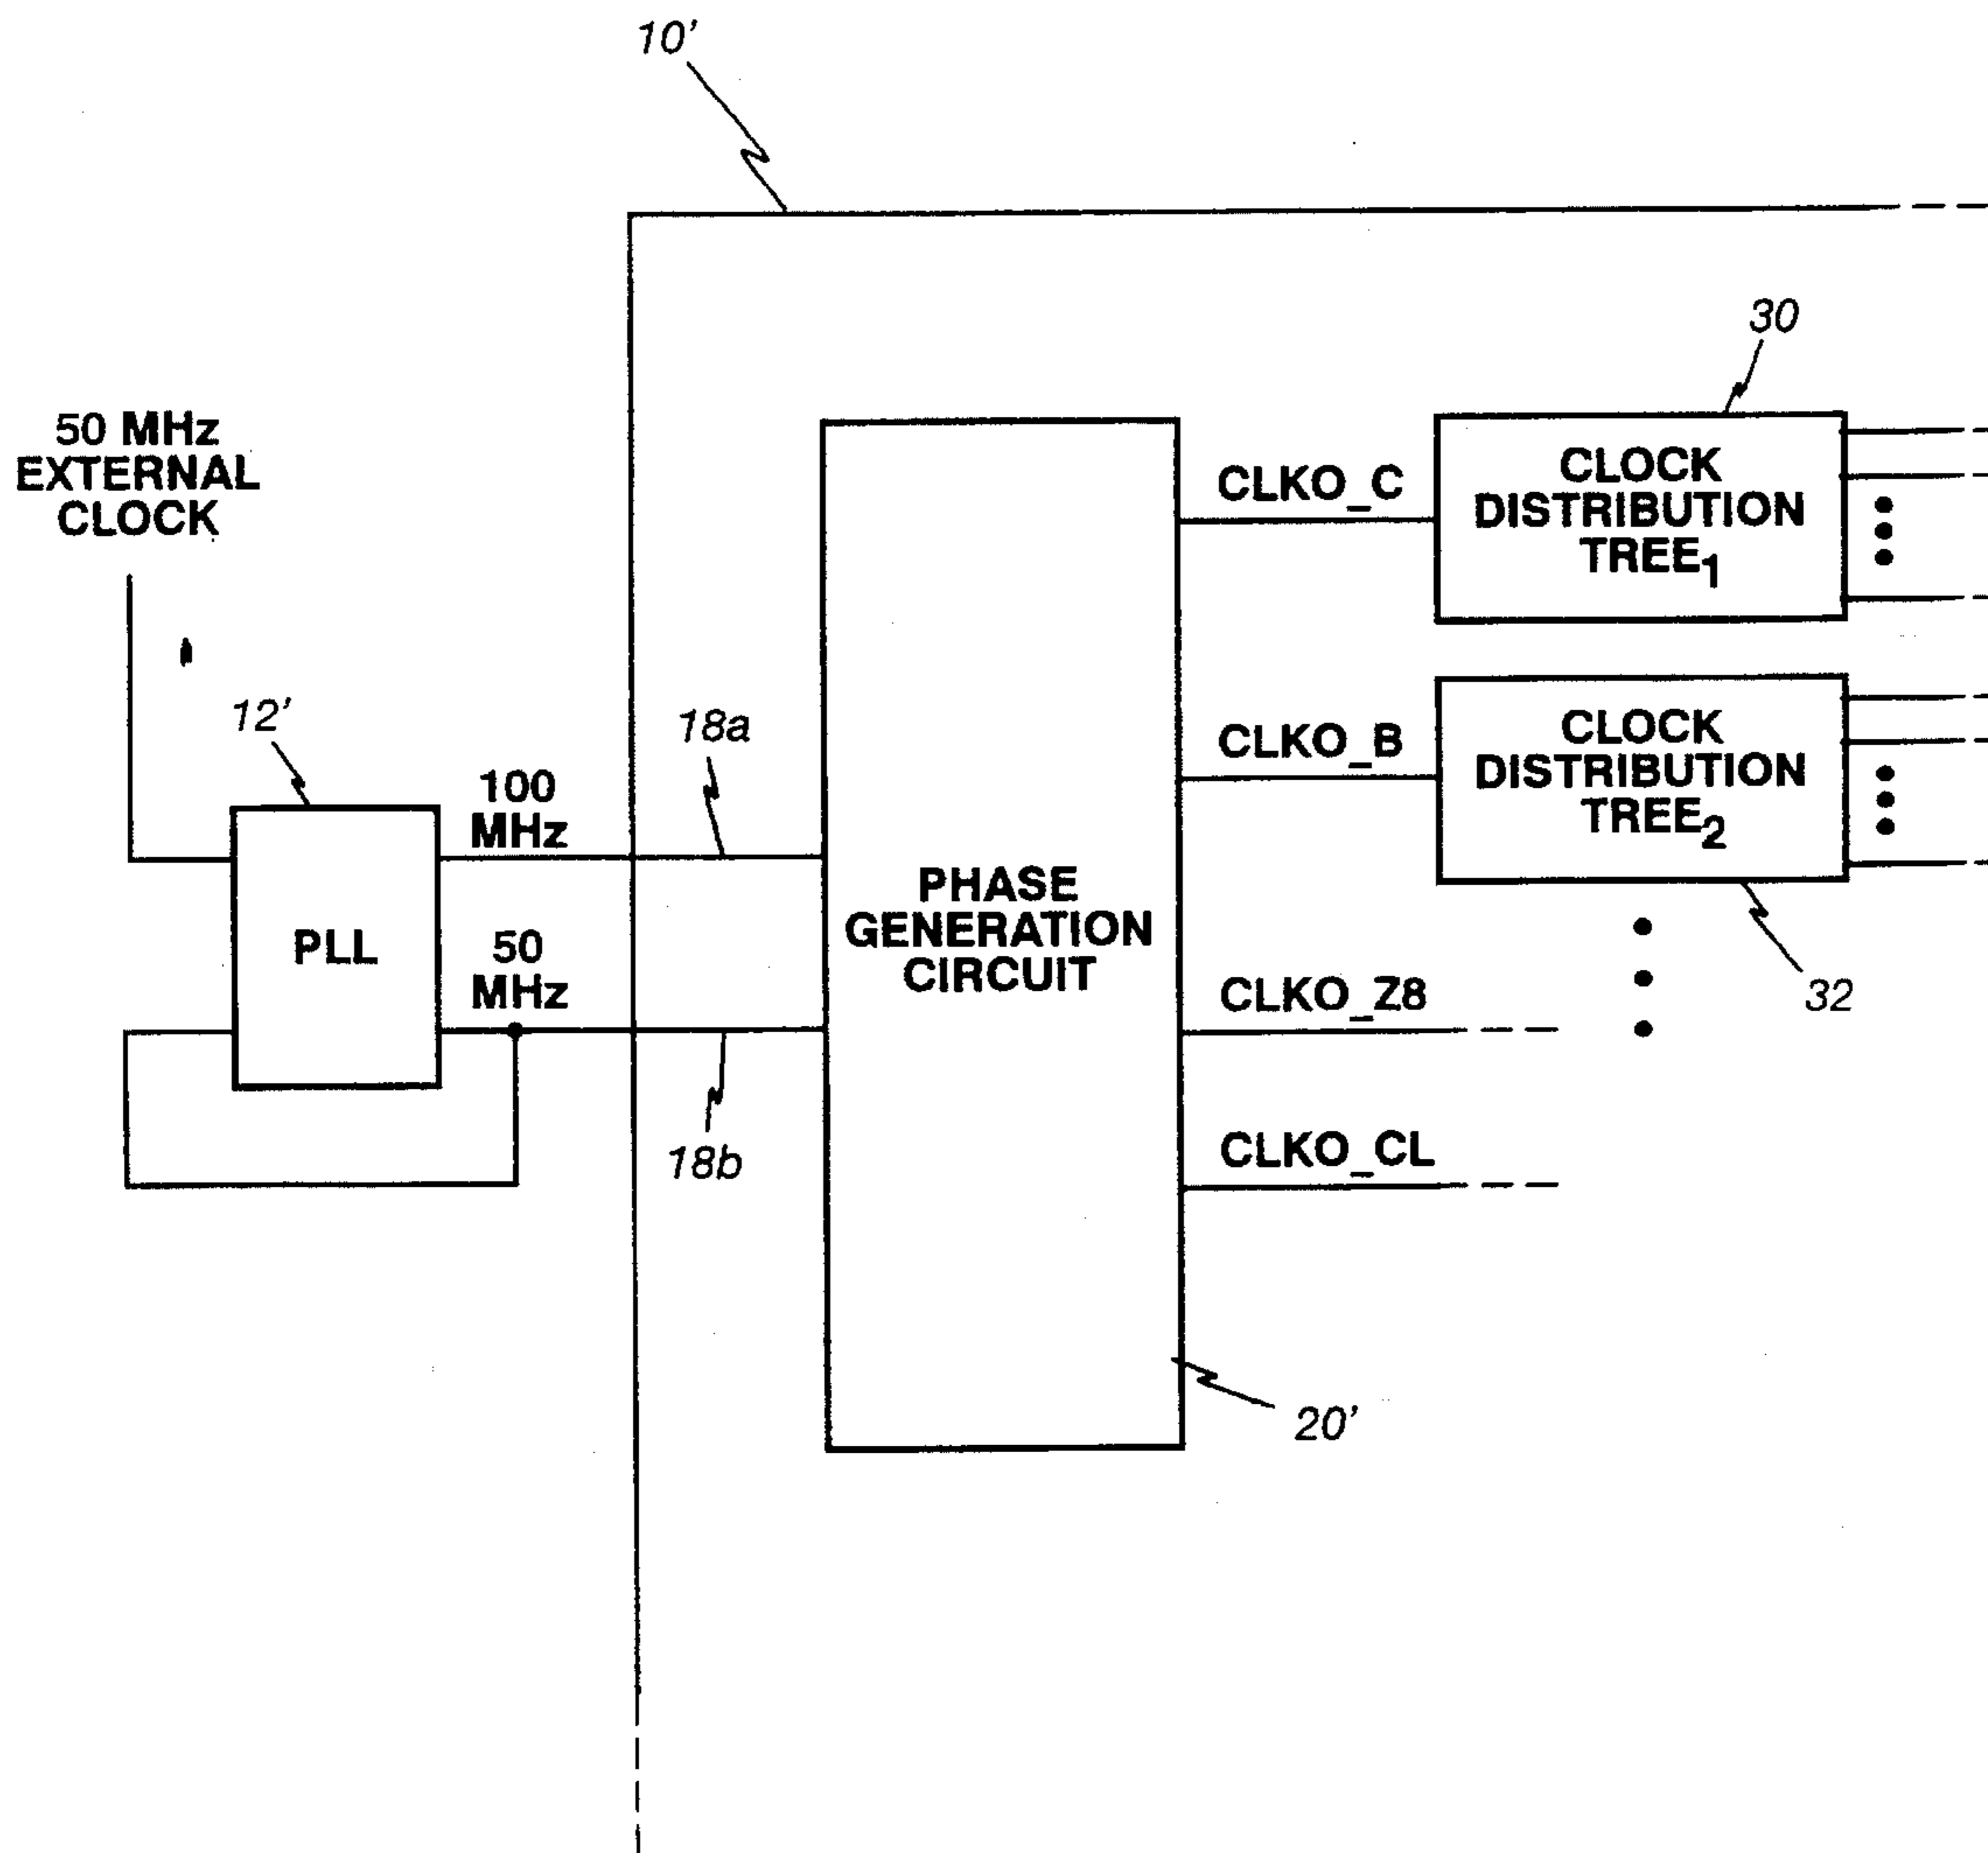 10'
30
50 MHz
EXTERNAL
CLOCK
CLOCK
DISTRIBUTION
TREE1
CLKO_C
12'
18a
CLKO_B
CLOCK
DISTRIBUTION
TREE2
100
MHz
PLL
50
MHz
PHASE
GENERATION
CIRCUIT
CLKO_Z8
32
18b
CLKO_CL
20'